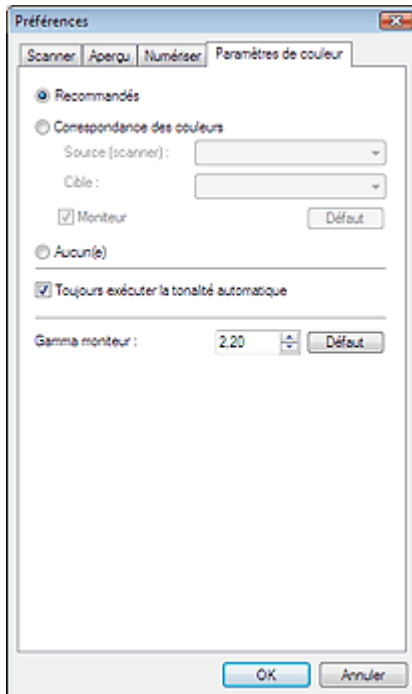 Préférences
Scanner Aperçu Numériser Paramètres de couleur
Recommandés
Correspondance des couleurs
Source (scanner) :
Cible :
Moniteur Défaut
Aucun(e)
Toujours exécuter la tonalité automatique
Gamma moniteur : 2.20 Défaut
OK Annuler